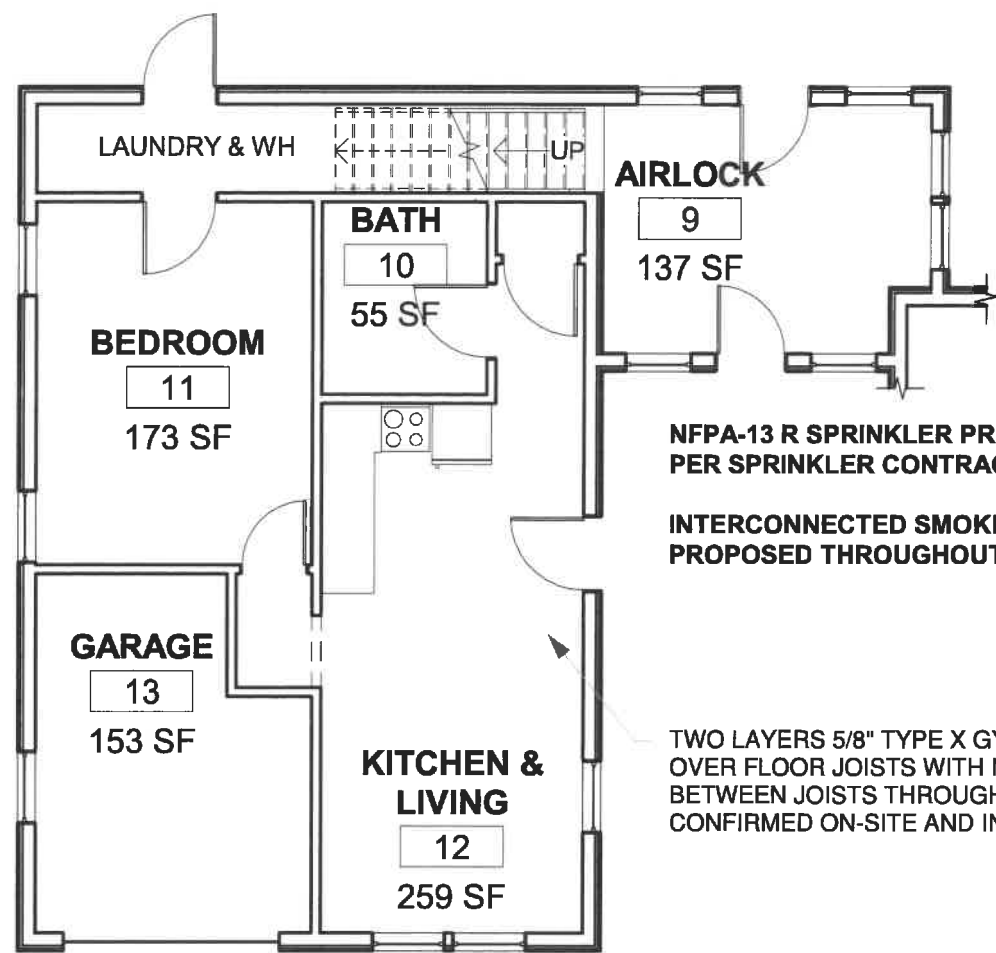 LAUNDRY & WH
UP
AIRLOCK
9
137 SF
BATH
10
55 SF
BEDROOM
11
173 SF
NFPA-13 R SPRINKLER PR
PER SPRINKLER CONTRA
INTERCONNECTED SMOK
PROPOSED THROUGHOUT
GARAGE
13
153 SF
KITCHEN &
LIVING
12
259 SF
TWO LAYERS 5/8" TYPE X GY
OVER FLOOR JOISTS WITH
BETWEEN JOISTS THROUGH
CONFIRMED ON-SITE AND IN